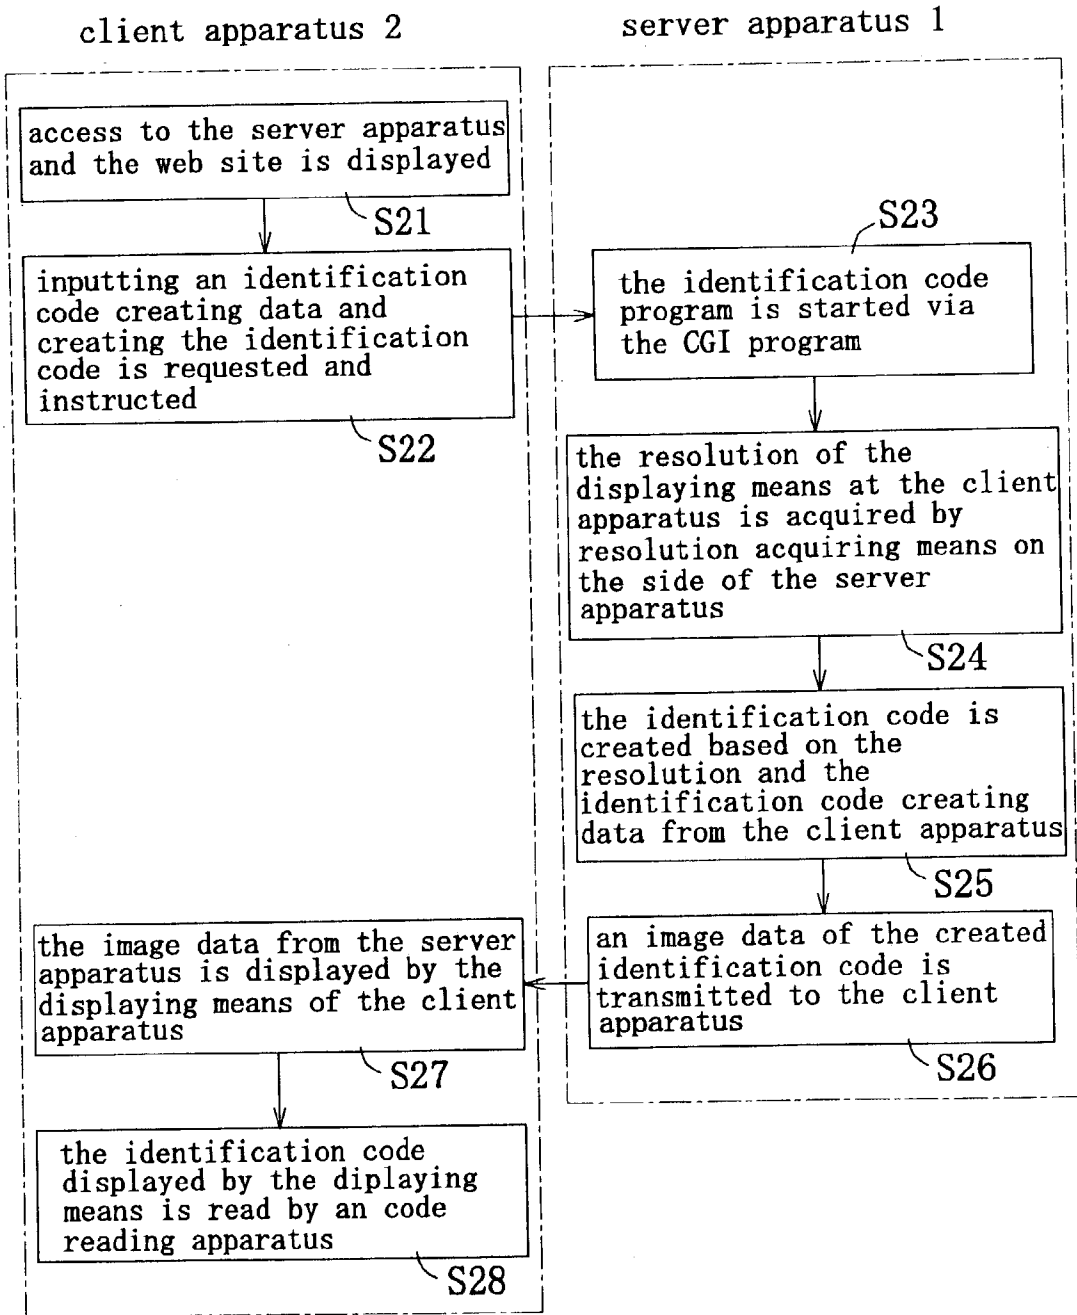 client apparatus 2
server apparatus 1
access to the server apparatus
and the web site is displayed
S21
inputting an identification
code creating data and
creating the identification
code is requested and
instructed
S22
S23
the identification code
program is started via
the CGI program
the resolution of the
displaying means at the client
apparatus is acquired by
resolution acquiring means on
the side of the server
apparatus
S24
the identification code is
created based on the
resolution and the
identification code creating
data from the client apparatus
S25
an image data of the created
identification code is
transmitted to the client
apparatus
S26
the image data from the server
apparatus is displayed by the
displaying means of the client
apparatus
S27
the identification code
displayed by the diplaying
means is read by an code
reading apparatus
S28